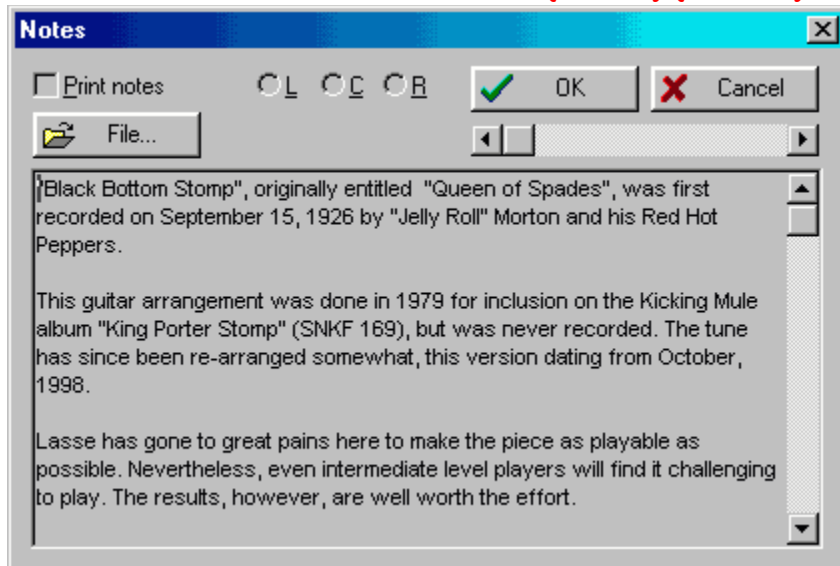 Notes
Print notes L C R OK Cancel
File...
"Black Bottom Stomp", originally entitled "Queen of Spades", was first
recorded on September 15, 1926 by "Jelly Roll" Morton and his Red Hot
Peppers.
This guitar arrangement was done in 1979 for inclusion on the Kicking Mule
album "King Porter Stomp" (SNKF 169), but was never recorded. The tune
has since been re-arranged somewhat, this version dating from October,
1998.
Lasse has gone to great pains here to make the piece as playable as
possible. Nevertheless, even intermediate level players will find it challenging
to play. The results, however, are well worth the effort.